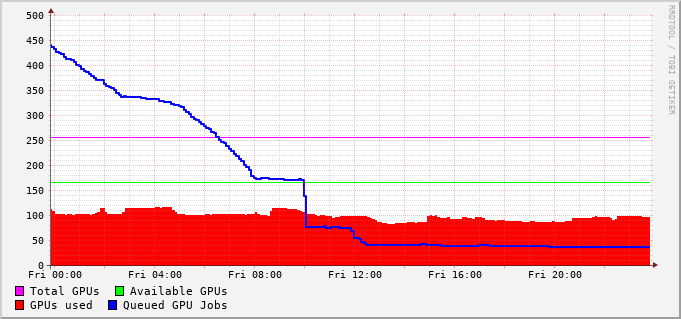 500
450
400
350
300
250
200
150
100
50
0
Fri 00:00 Fri 04:00 Fri 08:00 Fri 12:00 Fri 16:00 Fri 20:00
Total GPUs Available GPUs
GPUs used Queued GPU Jobs
RRDTOOL / TOBI OETIKER